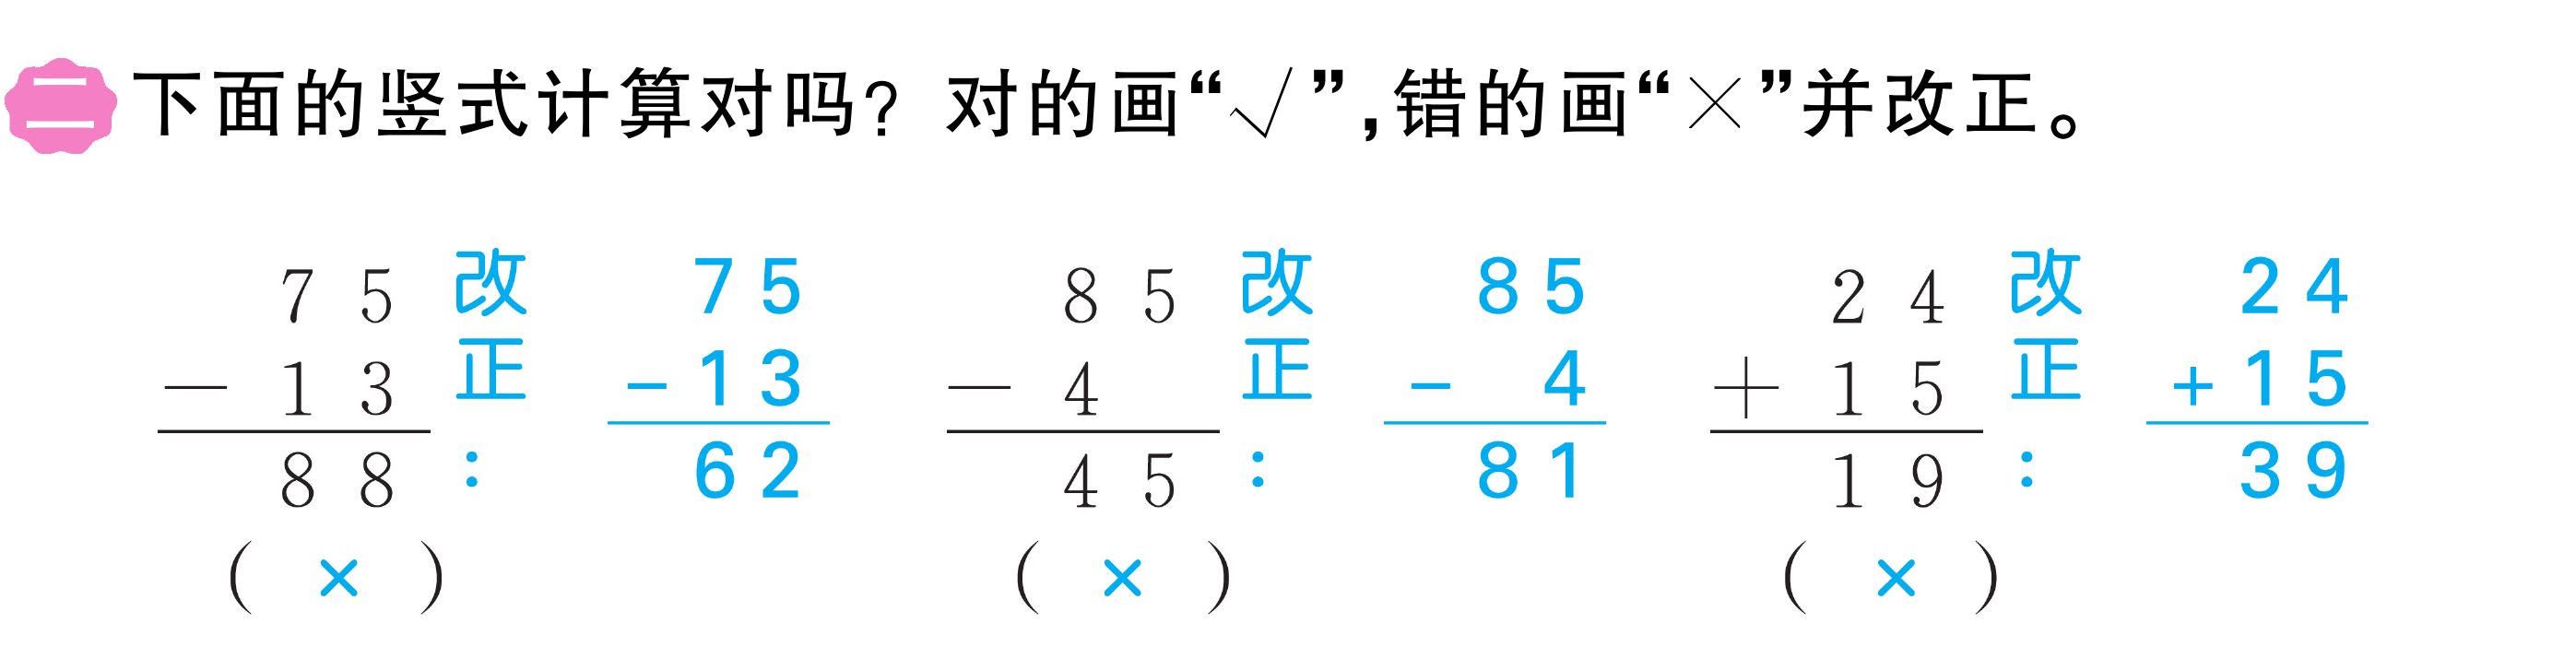 二 下面的竖式计算对吗? 对的画“√”,错的画“×”并改正。
7 5 改 7 5 8 5 改 8 5 2 4 改 2 4
- 1 3 正 - 1 3 - 4 正 - 4 + 1 5 正 + 1 5
8 8 : 6 2 4 5 : 8 1 1 9 : 3 9
( × ) ( × ) ( × )